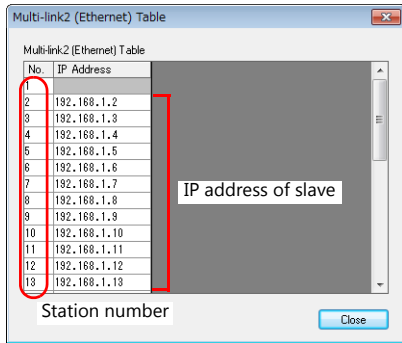 Multi-link2 (Ethernet) Table
Multi-link2 (Ethernet) Table
No. IP Address
1
2 192.168.1.2
3 192.168.1.3
4 192.168.1.4
5 192.168.1.5
6 192.168.1.6
7 192.168.1.7
8 192.168.1.8
9 192.168.1.9
10 192.168.1.10
11 192.168.1.11
12 192.168.1.12
13 192.168.1.13
IP address of slave
Station number
Close